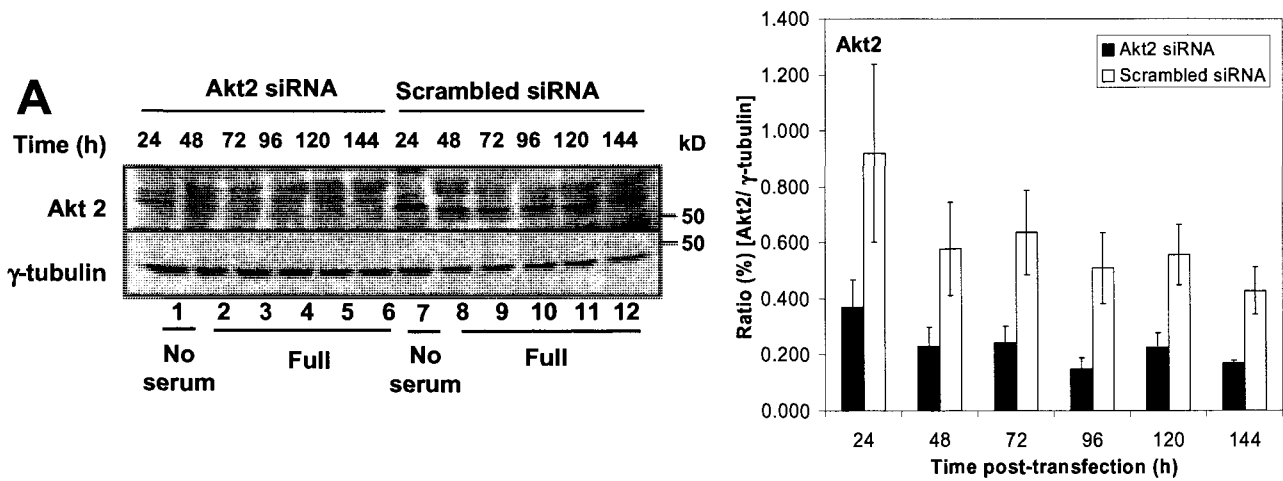 A
Akt2 siRNA Scrambled siRNA
Time (h) 24 48 72 96 120 144 24 48 72 96 120 144 kD
Akt 2
50
50
γ-tubulin
1 2 3 4 5 6 7 8 9 10 11 12
No serum Full No serum Full
Akt2
Akt2 siRNA
Scrambled siRNA
Ratio (%) [Akt2/ γ-tubulin]
1.400
1.200
1.000
0.800
0.600
0.400
0.200
0.000
24 48 72 96 120 144
Time post-transfection (h)